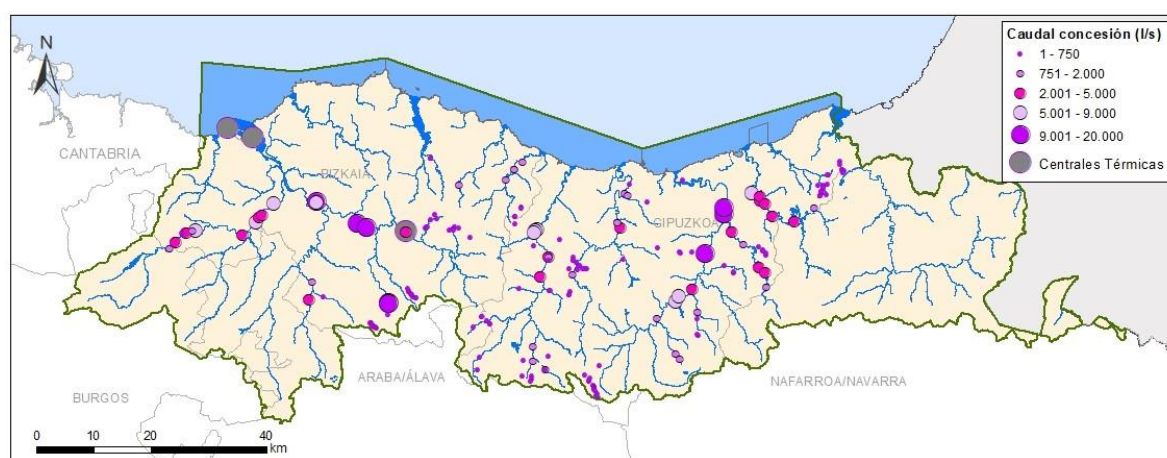 N
Caudal concesión (l/s)
1 - 750
751 - 2.000
2.001 - 5.000
5.001 - 9.000
9.001 - 20.000
Centrales Térmicas
CANTABRIA
BIZKAIA
GIPUZKOA
ARABA/ÁLAVA
NAFARROA/NAVARRA
BURGOS
0 10 20 40
km